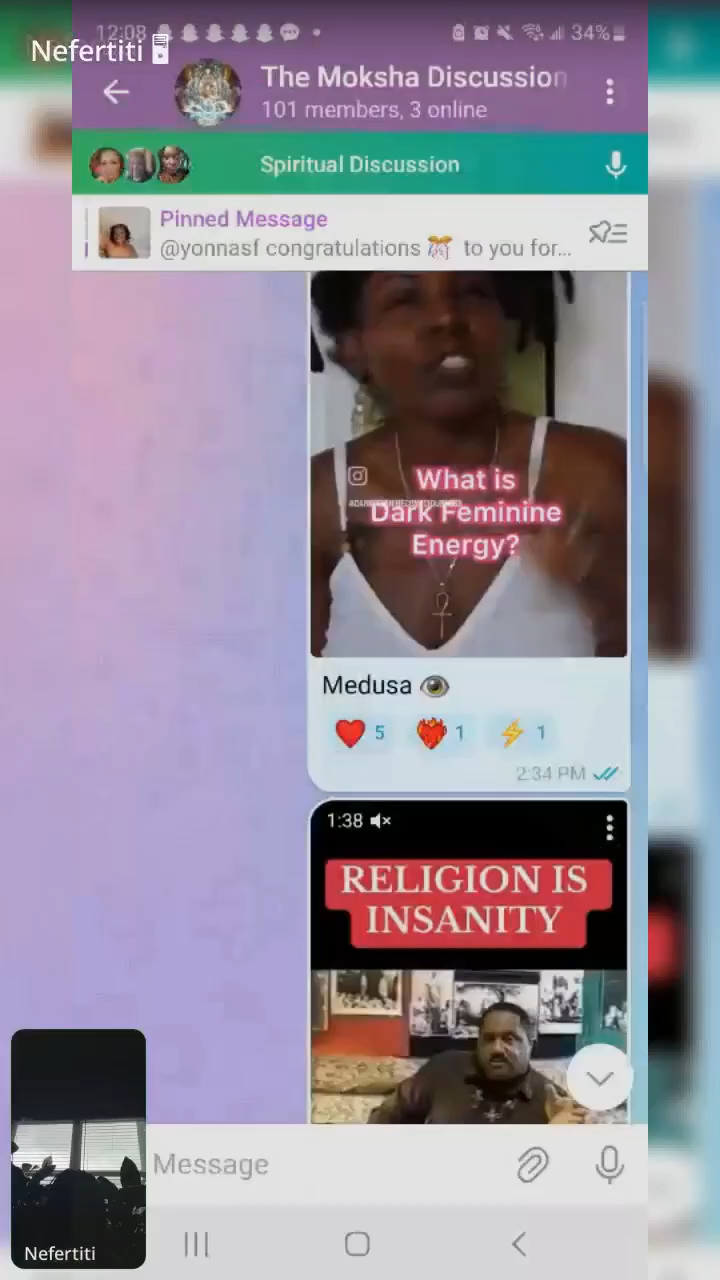 12:08
34%
Nefertiti
The Moksha Discussion
101 members, 3 online
Spiritual Discussion
Pinned Message
@yonnasf congratulations 🎊 to you for...
What is
Dark Feminine
Energy?
Medusa 👁
❤️ 5 ❤️‍🔥 1 ⚡ 1
2:34 PM
1:38
RELIGION IS
INSANITY
Message
Nefertiti